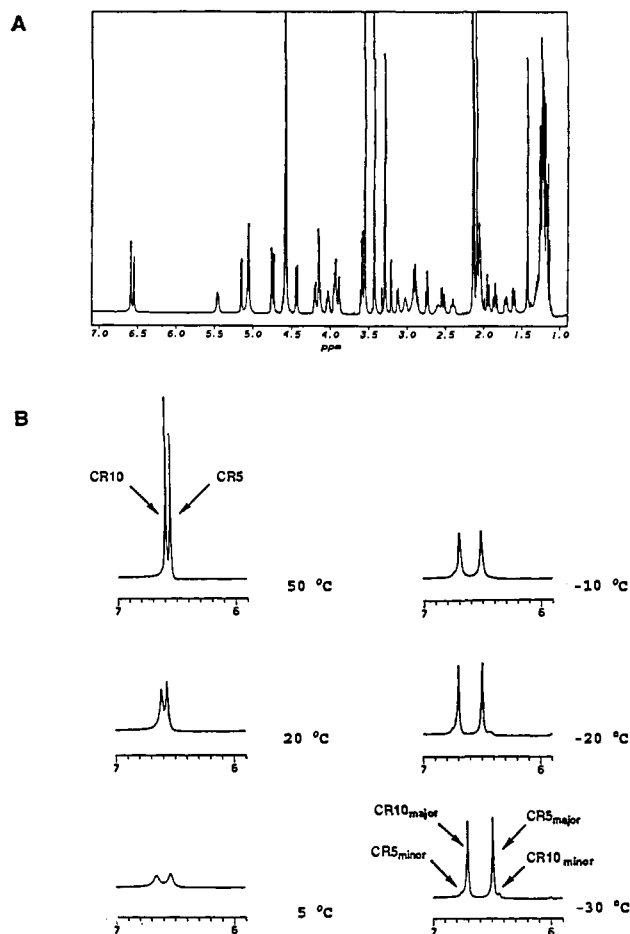 A
7.0 6.5 6.0 5.5 5.0 4.5 4.0 3.5 3.0 2.5 2.0 1.5 1.0
ppm
B
CR10 CR5
7 6
50 °C
7 6
-10 °C
7 6
20 °C
7 6
-20 °C
CR10major CR5major
CR5minor CR10minor
7 6
5 °C
7 6
-30 °C